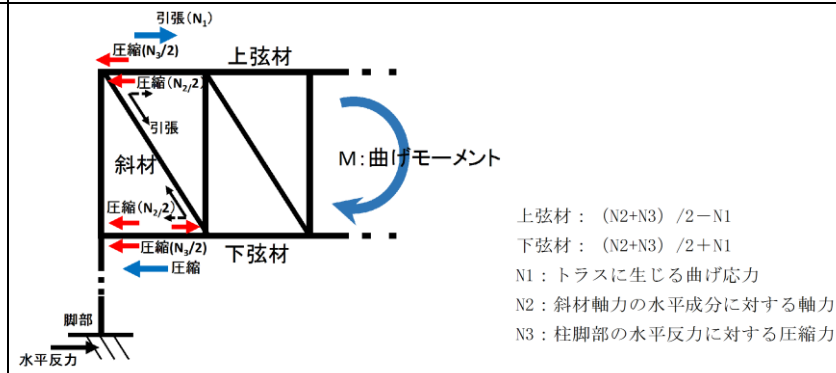 引張(N1)
圧縮(N3/2)
上弦材
圧縮(N2/2)
引張
斜材
M:曲げモーメント
圧縮(N2/2)
圧縮(N3/2)
下弦材
圧縮
脚部
水平反力
上弦材: (N2+N3) /2-N1
下弦材: (N2+N3) /2+N1
N1:トラスに生じる曲げ応力
N2:斜材軸力の水平成分に対する軸力
N3:柱脚部の水平反力に対する圧縮力